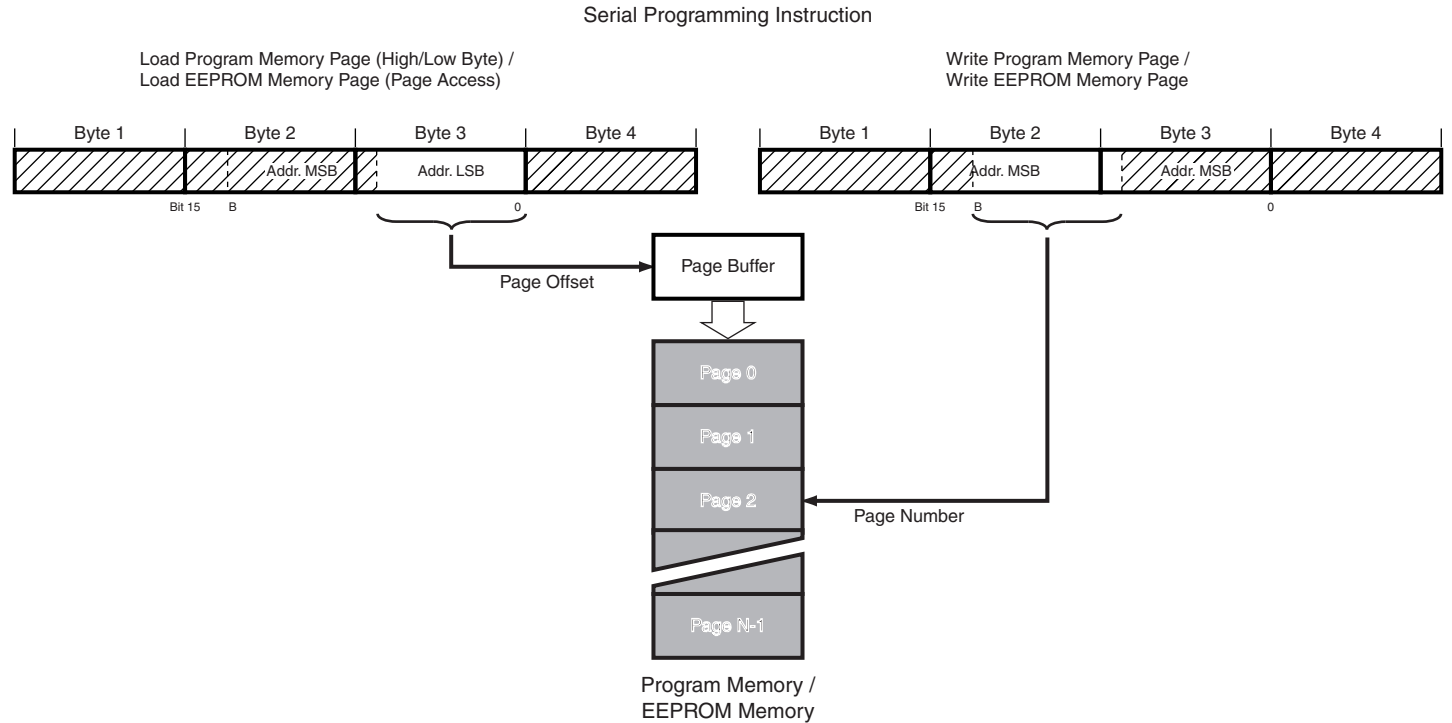 Serial Programming Instruction
Load Program Memory Page (High/Low Byte) /
Load EEPROM Memory Page (Page Access)
Write Program Memory Page /
Write EEPROM Memory Page
Byte 1 Byte 2 Byte 3 Byte 4
Byte 1 Byte 2 Byte 3 Byte 4
Addr. MSB Addr. LSB
Addr. MSB Addr. MSB
Bit 15 B 0
Bit 15 B 0
Page Buffer
Page Offset
Page 0
Page 1
Page 2
Page Number
Page N-1
Program Memory /
EEPROM Memory